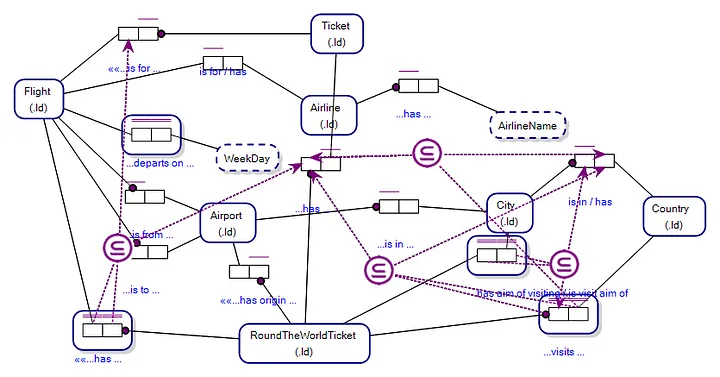 Ticket
(.Id)
««...is for ...
is for / has
Flight
(.Id)
Airline
(.Id)
...has ...
AirlineName
...departs on ...
WeekDay
...has
City
(.Id)
is in / has
Country
(.Id)
Airport
(.Id)
...is from ...
...is in ...
...is to ...
««...has origin ...
has aim of visiting / is visit aim of
RoundTheWorldTicket
(.Id)
««...has ...
...visits ...